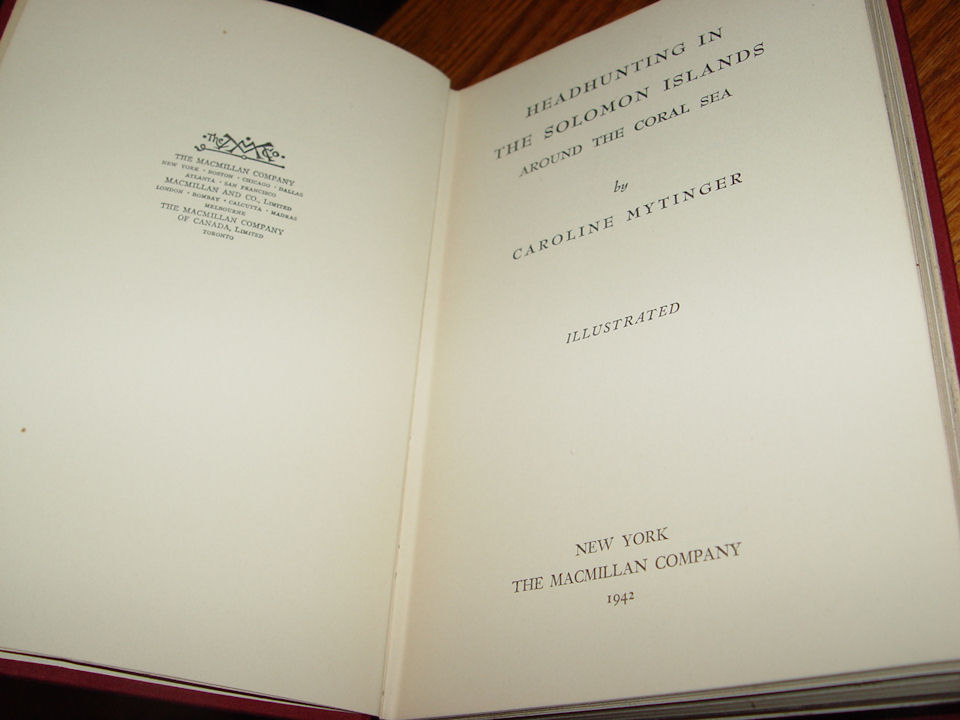 The MMCo.
THE MACMILLAN COMPANY
NEW YORK · BOSTON · CHICAGO · DALLAS
ATLANTA · SAN FRANCISCO
MACMILLAN AND CO., LIMITED
LONDON · BOMBAY · CALCUTTA · MADRAS
MELBOURNE
THE MACMILLAN COMPANY
OF CANADA, LIMITED
TORONTO
HEADHUNTING IN
THE SOLOMON ISLANDS
AROUND THE CORAL SEA
by
CAROLINE MYTINGER
ILLUSTRATED
NEW YORK
THE MACMILLAN COMPANY
1942